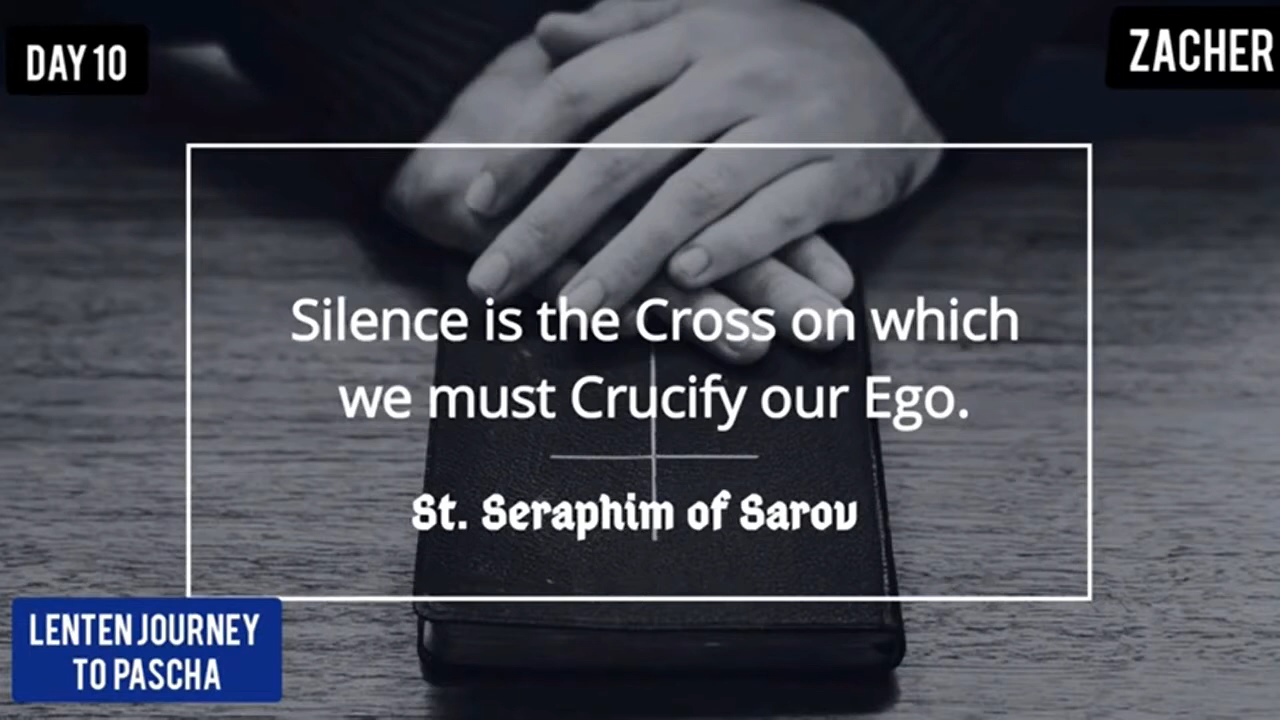 DAY 10
ZACHER
Silence is the Cross on which
we must Crucify our Ego.
St. Seraphim of Sarov
LENTEN JOURNEY
TO PASCHA